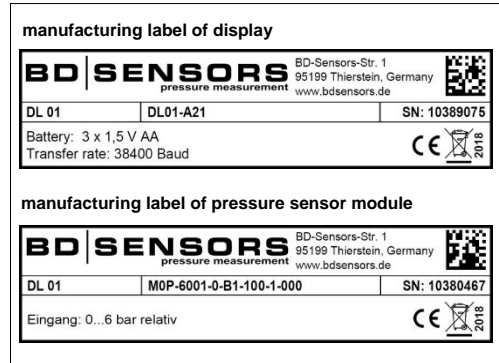 manufacturing label of display
BD|SENSORS
pressure measurement
BD-Sensors-Str. 1
95199 Thierstein, Germany
www.bdsensors.de
DL 01 DL01-A21 SN: 10389075
Battery: 3 x 1,5 V AA
Transfer rate: 38400 Baud
CE 2018
manufacturing label of pressure sensor module
BD|SENSORS
pressure measurement
BD-Sensors-Str. 1
95199 Thierstein, Germany
www.bdsensors.de
DL 01 M0P-6001-0-B1-100-1-000 SN: 10380467
Eingang: 0...6 bar relativ
CE 2018